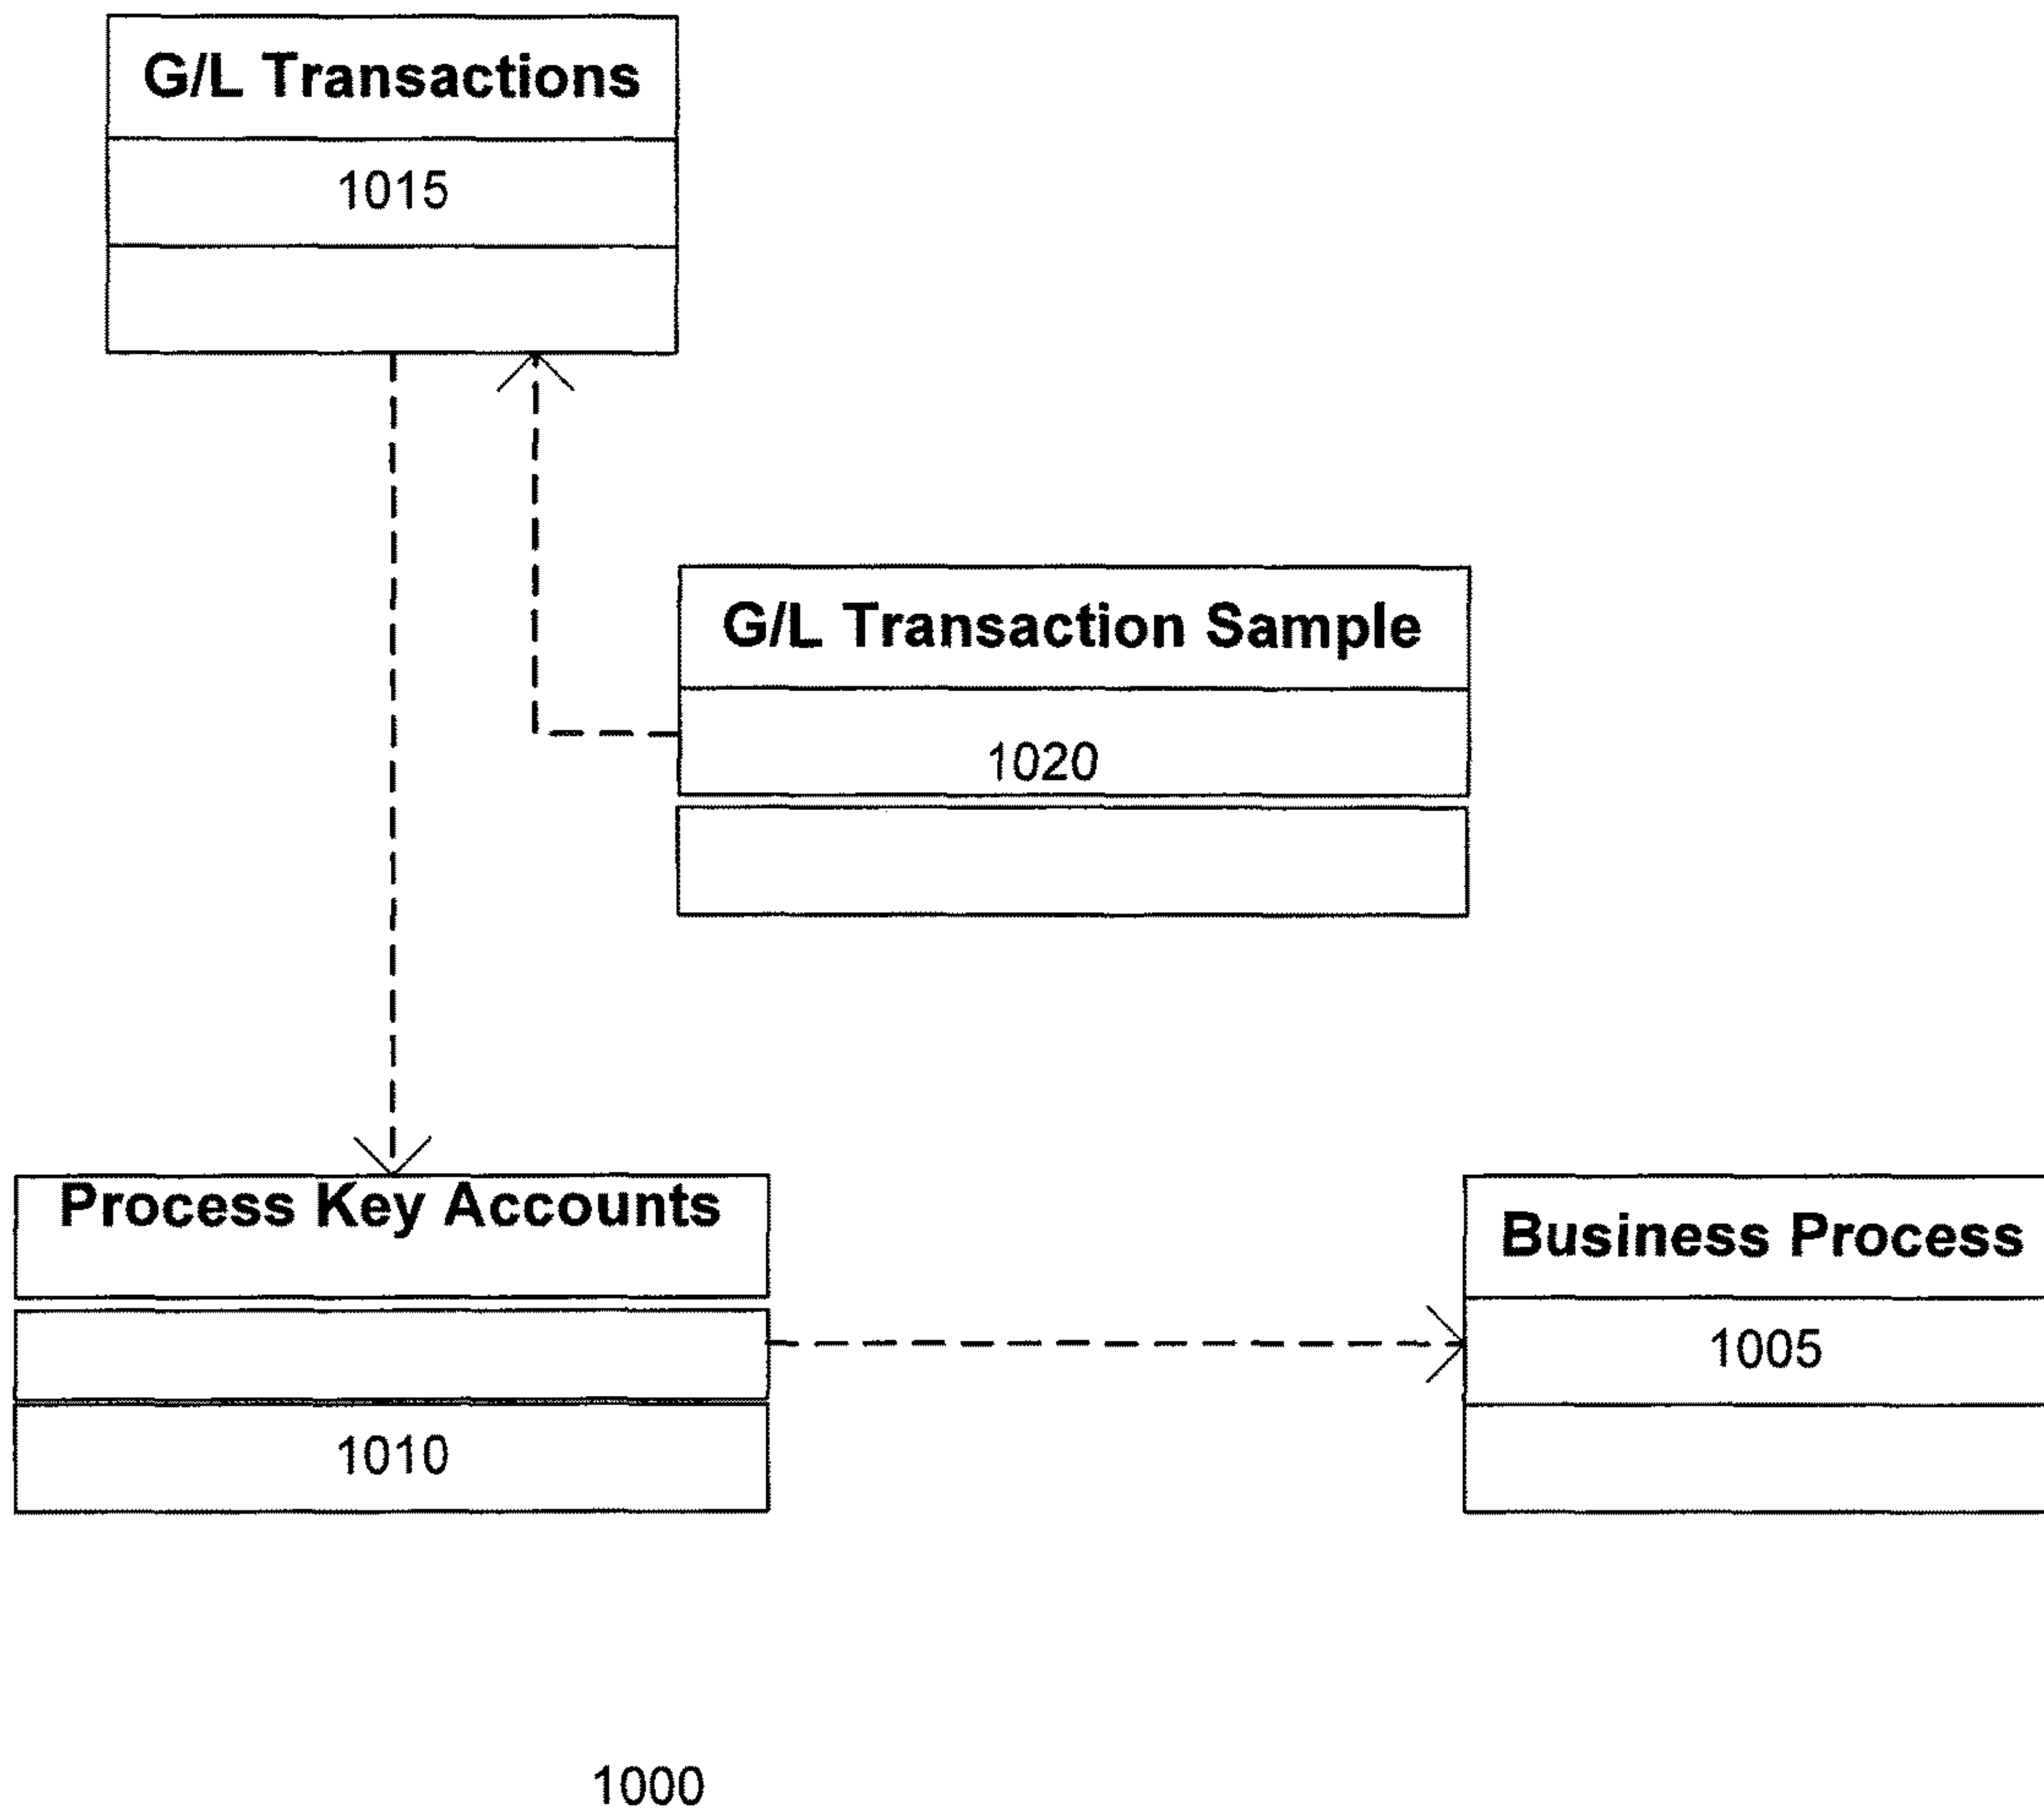 G/L Transactions
1015
G/L Transaction Sample
1020
Process Key Accounts
1010
Business Process
1005
1000